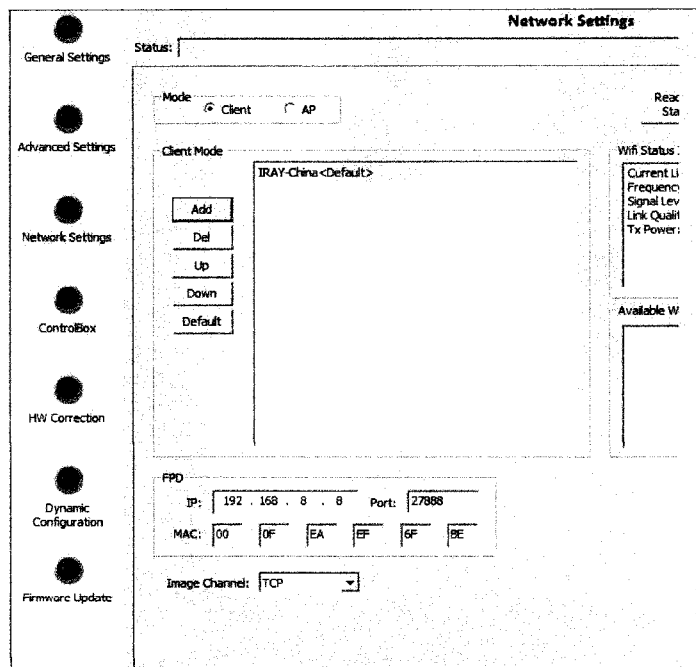 Network Settings
Status:
General Settings
Advanced Settings
Network Settings
ControlBox
HW Correction
Dynamic
Configuration
Firmware Update
Mode
Client
AP
Reac
Sta
Client Mode
IRAY-China<Default>
Add
Del
Up
Down
Default
Wifi Status
Current Li
Frequency
Signal Lev
Link Qualit
Tx Power:
Available W
FPD
IP: 192 . 168 . 8 . 8 Port: 27888
MAC: 00 0F EA EF 6F 8E
Image Channel: TCP